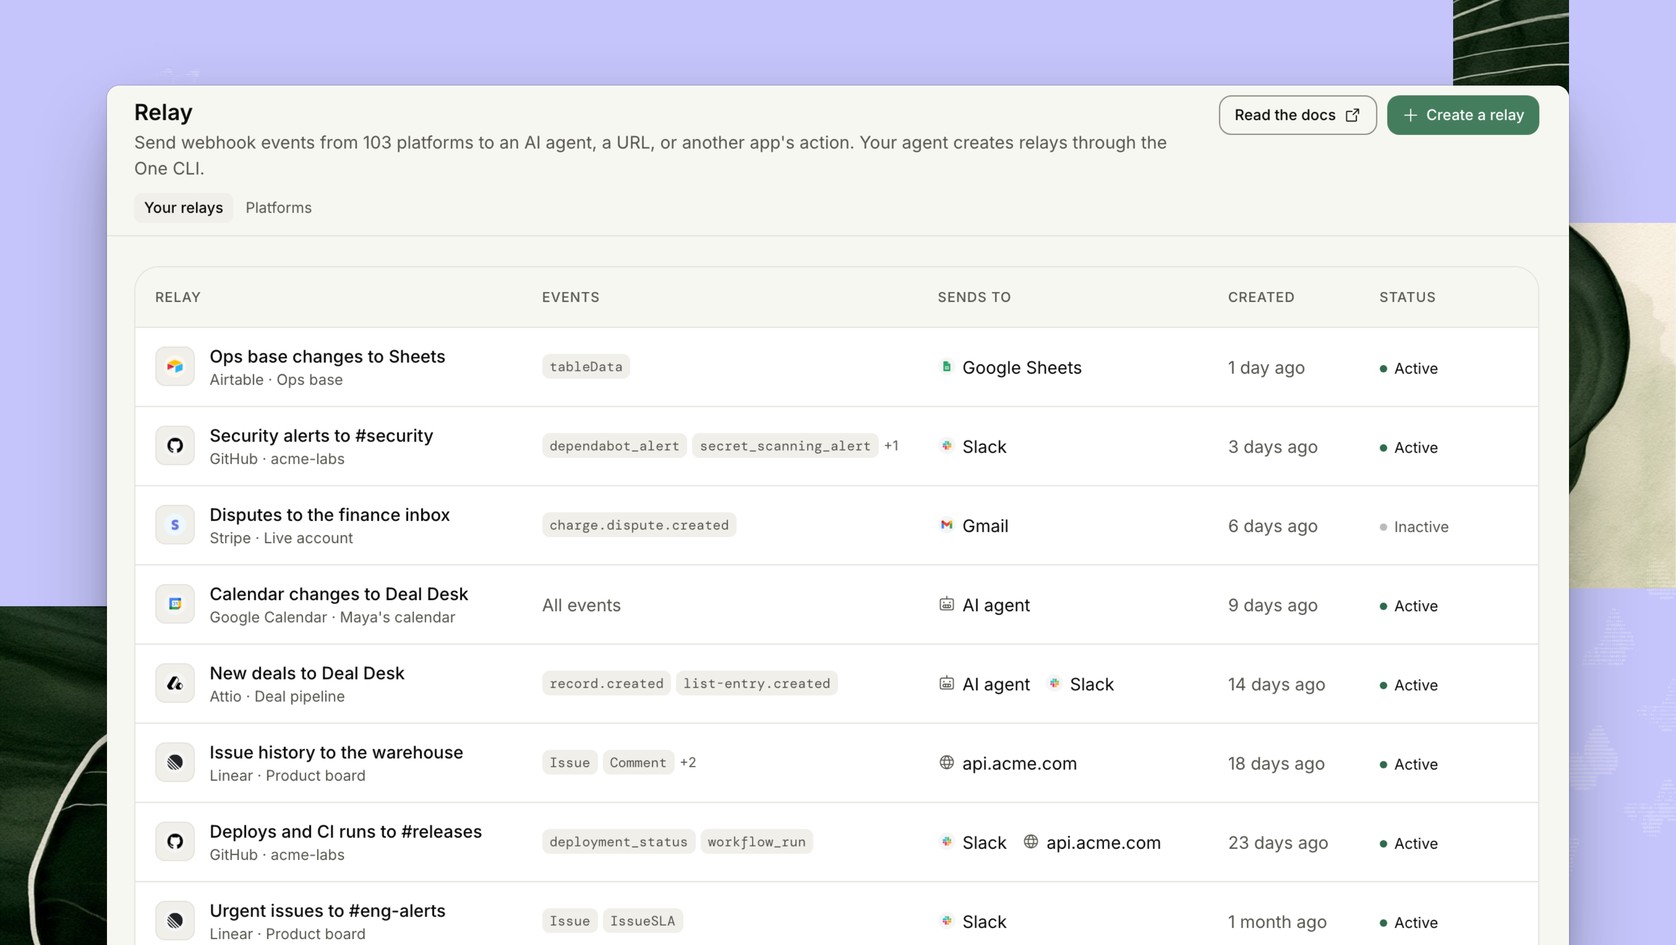 Relay
Send webhook events from 103 platforms to an AI agent, a URL, or another app's action. Your agent creates relays through the
One CLI.
Read the docs
Create a relay
Your relays
Platforms
RELAY EVENTS SENDS TO CREATED STATUS
Ops base changes to Sheets
Airtable · Ops base
tableData
Google Sheets
1 day ago
Active
Security alerts to #security
GitHub · acme-labs
dependabot_alert secret_scanning_alert +1
Slack
3 days ago
Active
Disputes to the finance inbox
Stripe · Live account
charge.dispute.created
Gmail
6 days ago
Inactive
Calendar changes to Deal Desk
Google Calendar · Maya's calendar
All events
AI agent
9 days ago
Active
New deals to Deal Desk
Attio · Deal pipeline
record.created list-entry.created
AI agent Slack
14 days ago
Active
Issue history to the warehouse
Linear · Product board
Issue Comment +2
api.acme.com
18 days ago
Active
Deploys and CI runs to #releases
GitHub · acme-labs
deployment_status workflow_run
Slack api.acme.com
23 days ago
Active
Urgent issues to #eng-alerts
Linear · Product board
Issue IssueSLA
Slack
1 month ago
Active